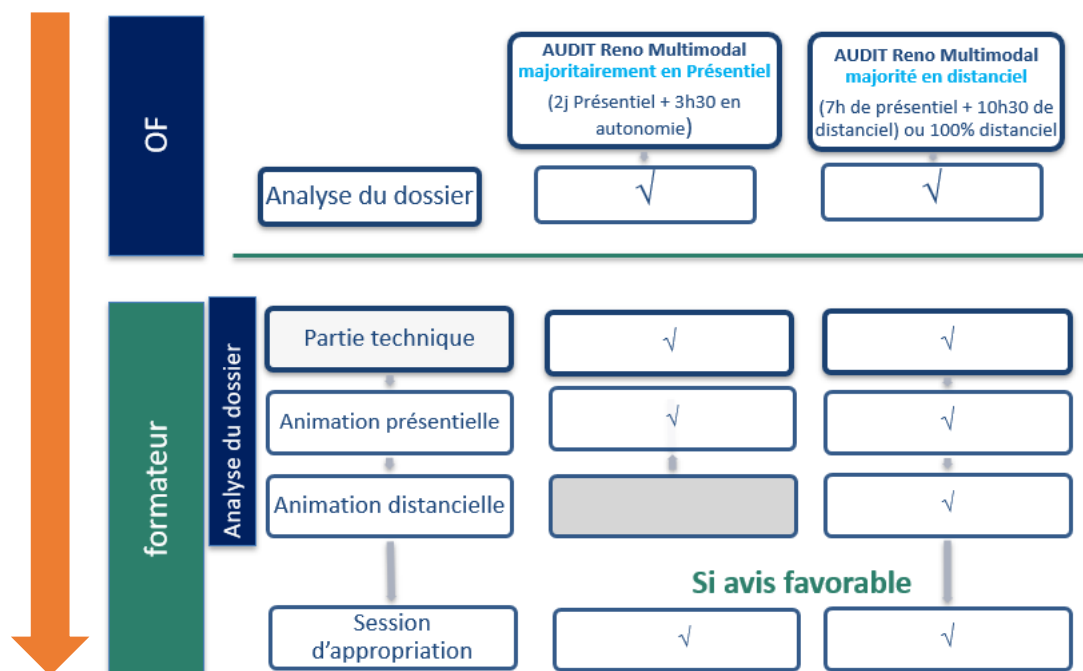 OF
AUDIT Reno Multimodal
majoritairement en Présentiel
(2j Présentiel + 3h30 en
autonomie)
AUDIT Reno Multimodal
majorité en distanciel
(7h de présentiel + 10h30 de
distanciel) ou 100% distanciel
Analyse du dossier
√
√
formateur
Analyse du dossier
Partie technique
√
√
Animation présentielle
√
√
Animation distancielle
√
Si avis favorable
Session
d’appropriation
√
√